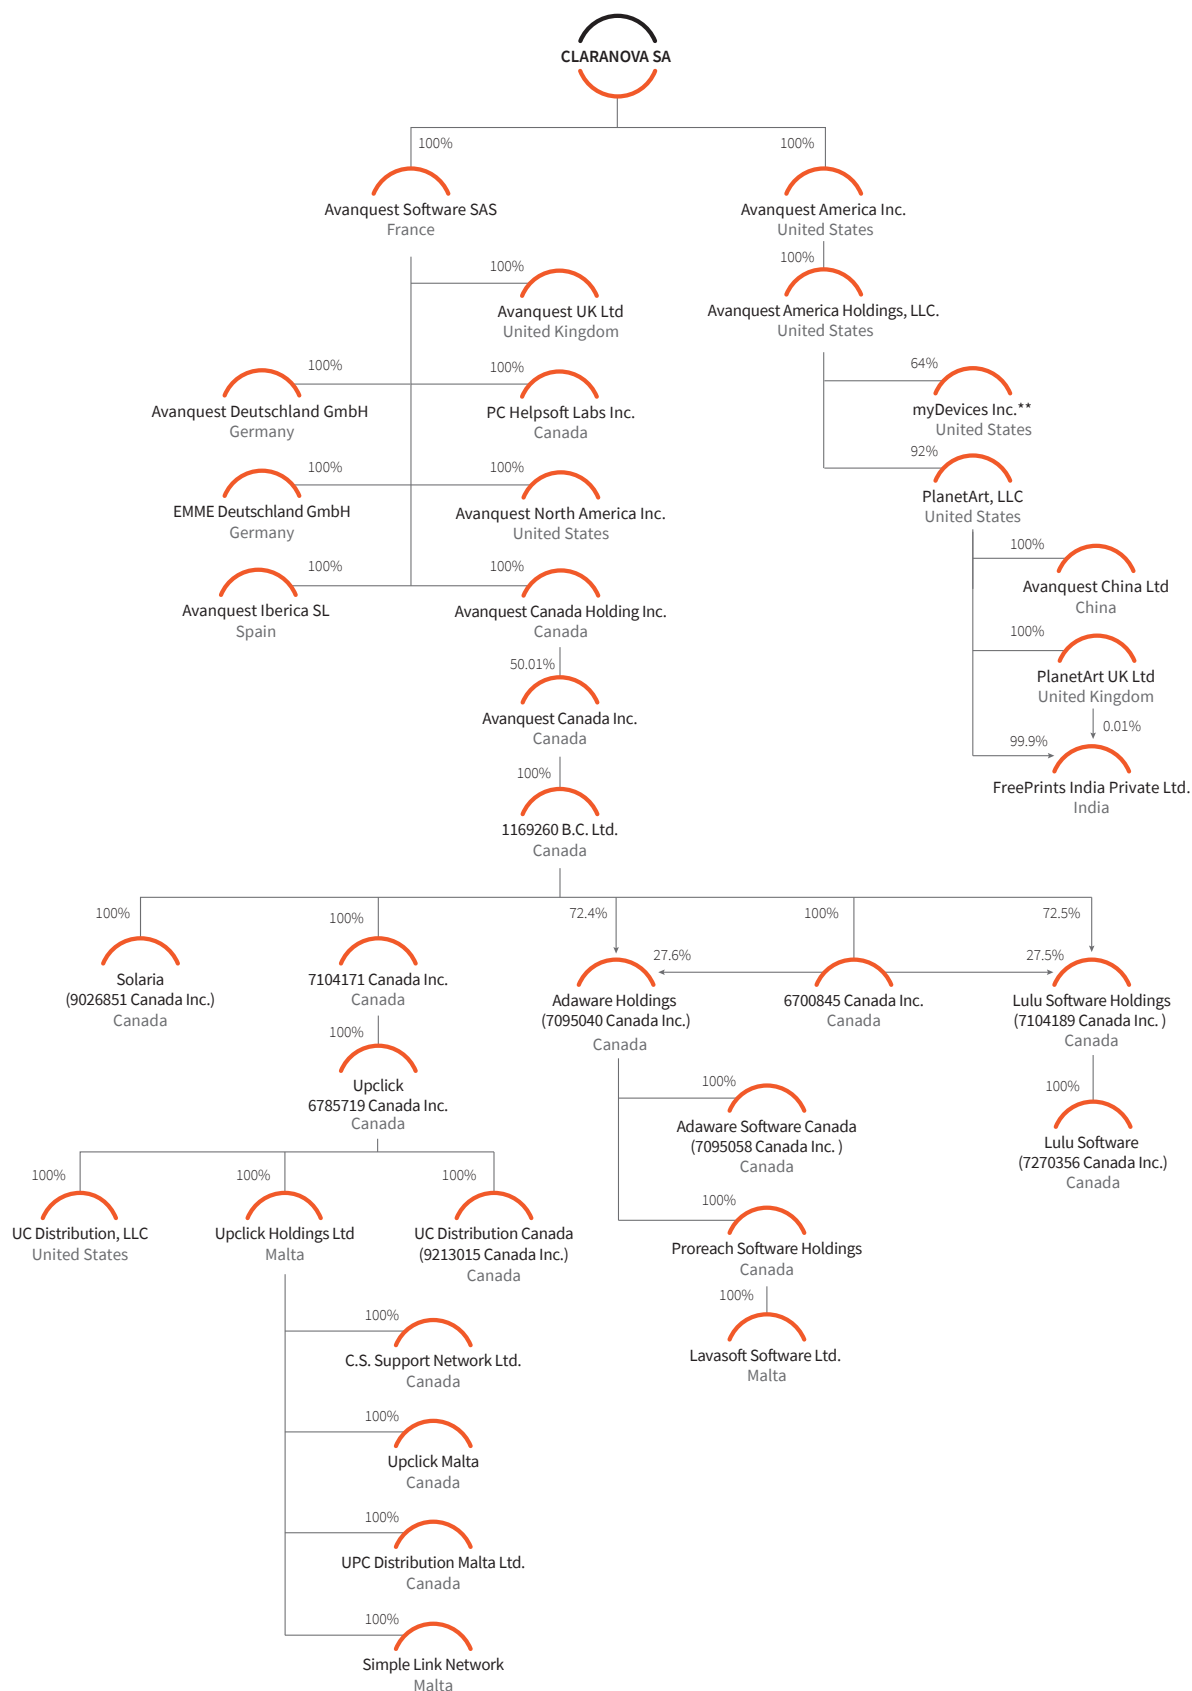 CLARANOVA SA
100%
100%
Avanquest Software SAS
France
Avanquest America Inc.
United States
100%
Avanquest UK Ltd
United Kingdom
100%
Avanquest America Holdings, LLC.
United States
100%
Avanquest Deutschland GmbH
Germany
100%
PC Helpsoft Labs Inc.
Canada
64%
myDevices Inc.**
United States
100%
EMME Deutschland GmbH
Germany
100%
Avanquest North America Inc.
United States
92%
PlanetArt, LLC
United States
100%
Avanquest Iberica SL
Spain
100%
Avanquest Canada Holding Inc.
Canada
100%
Avanquest China Ltd
China
50.01%
Avanquest Canada Inc.
Canada
100%
PlanetArt UK Ltd
United Kingdom
0.01%
99.9%
FreePrints India Private Ltd.
India
100%
1169260 B.C. Ltd.
Canada
100%
Solaria
(9026851 Canada Inc.)
Canada
100%
7104171 Canada Inc.
Canada
72.4%
27.6%
Adaware Holdings
(7095040 Canada Inc.)
Canada
100%
6700845 Canada Inc.
Canada
72.5%
27.5%
Lulu Software Holdings
(7104189 Canada Inc. )
Canada
100%
Upclick
6785719 Canada Inc.
Canada
100%
Adaware Software Canada
(7095058 Canada Inc. )
Canada
100%
Lulu Software
(7270356 Canada Inc.)
Canada
100%
UC Distribution, LLC
United States
100%
Upclick Holdings Ltd
Malta
100%
UC Distribution Canada
(9213015 Canada Inc.)
Canada
100%
Proreach Software Holdings
Canada
100%
Lavasoft Software Ltd.
Malta
100%
C.S. Support Network Ltd.
Canada
100%
Upclick Malta
Canada
100%
UPC Distribution Malta Ltd.
Canada
100%
Simple Link Network
Malta